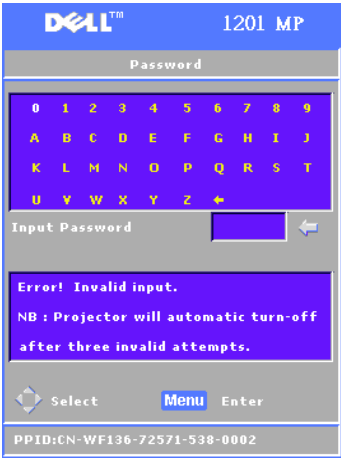 DELL™ 1201 MP
Password
0 1 2 3 4 5 6 7 8 9
A B C D E F G H I J
K L M N O P Q R S T
U V W X Y Z ←
Input Password
Error! Invalid input.
NB : Projector will automatic turn-off
after three invalid attempts.
Select Menu Enter
PPID:CN-WF136-72571-538-0002